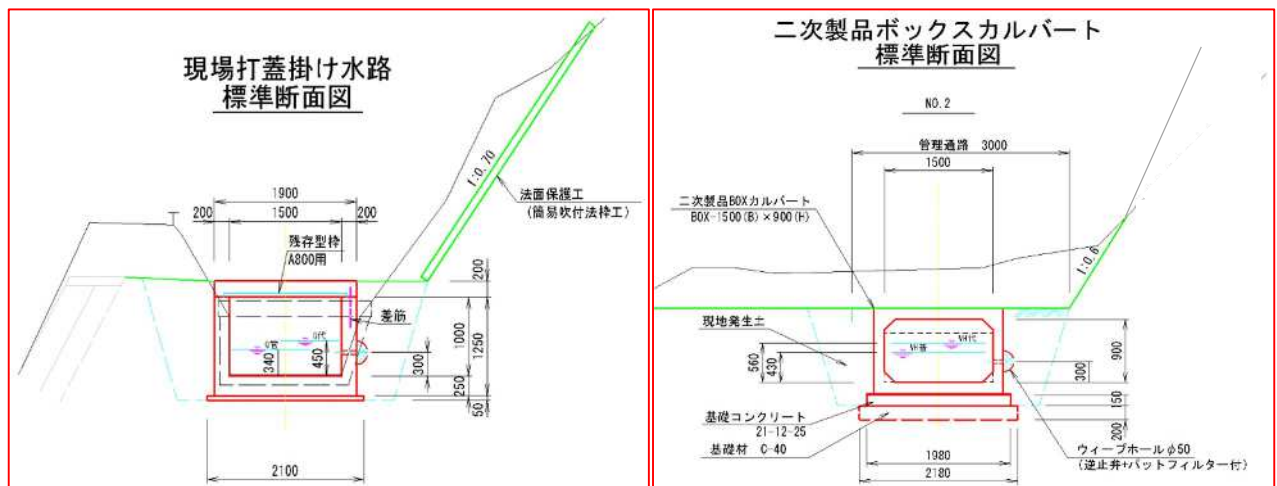 現場打蓋掛け水路
標準断面図
1:0.70
法面保護工
(簡易吹付法枠工)
1900
200
1500
200
残存型枠
A800用
200
差筋
1000
1250
340
450
300
250
50
2100
二次製品ボックスカルバート
標準断面図
NO.2
管理通路 3000
1500
二次製品BOXカルバート
BOX-1500(B)×900(H)
1:0.6
現地発生土
560
430
900
300
150
200
基礎コンクリート
21-12-25
基礎材 C-40
1980
2180
ウィープホールφ50
(逆止弁+パットフィルター付)